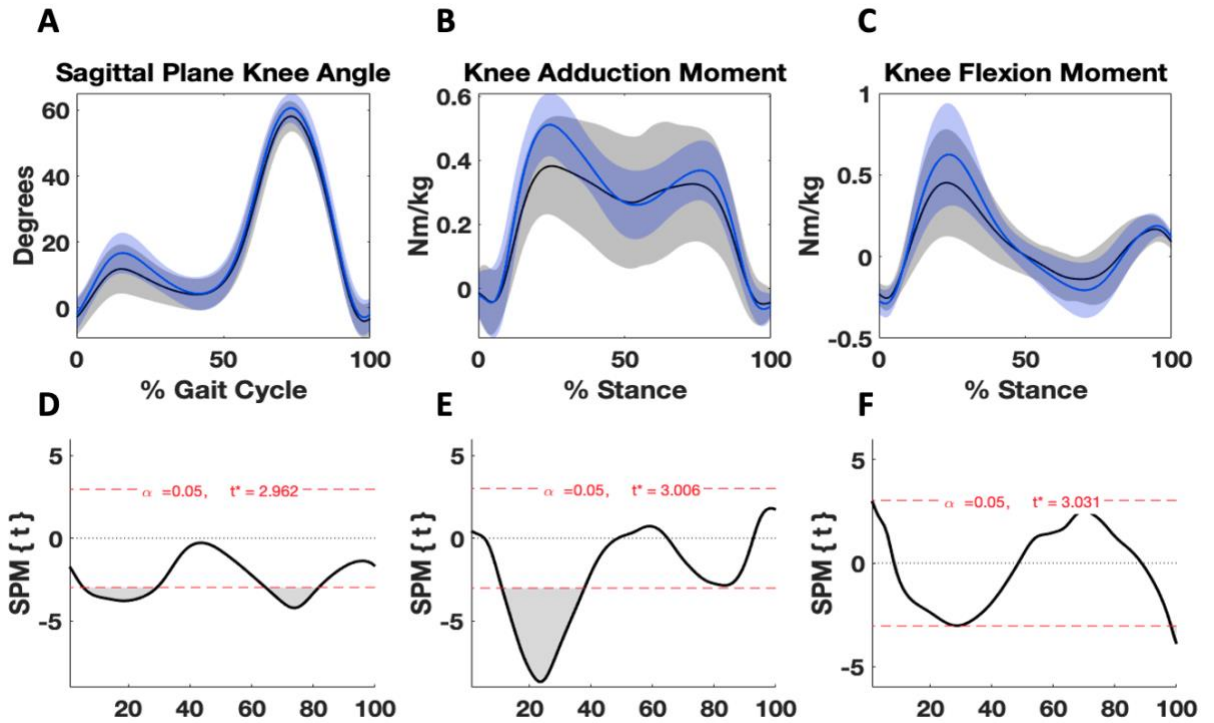 A
B
C
Sagittal Plane Knee Angle
Knee Adduction Moment
Knee Flexion Moment
60
40
20
0
Degrees
0 50 100
% Gait Cycle
0.6
0.4
0.2
0
Nm/kg
0 50 100
% Stance
1
0.5
0
-0.5
Nm/kg
0 50 100
% Stance
D
E
F
5
0
-5
SPM { t }
α =0.05, t* = 2.962
20 40 60 80 100
5
0
-5
SPM { t }
α =0.05, t* = 3.006
20 40 60 80 100
5
0
-5
SPM { t }
α =0.05, t* = 3.031
20 40 60 80 100